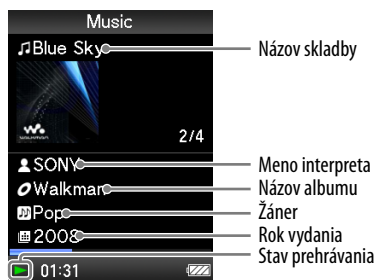 Music
Blue Sky
Názov skladby
WALKMAN
2/4
SONY
Meno interpreta
Walkman
Názov albumu
Pop
Žáner
2008
Rok vydania
Stav prehrávania
01:31